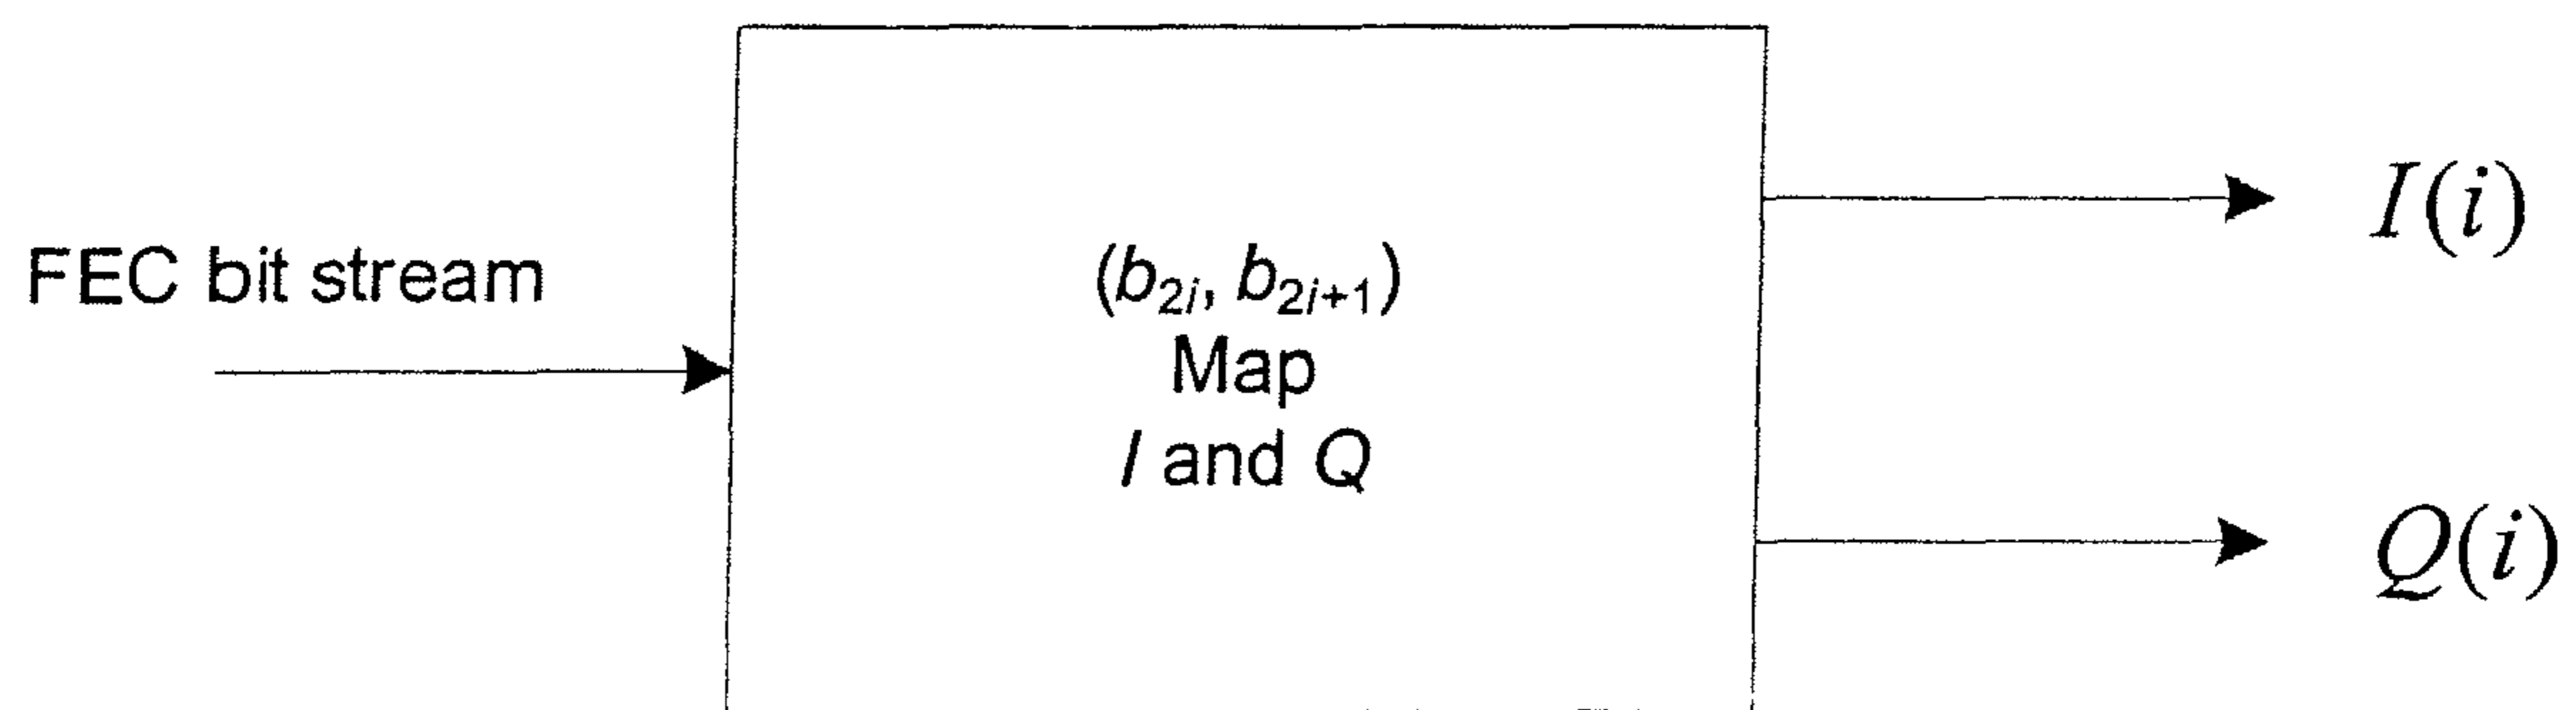 FEC bit stream
(b2i, b2i+1)
Map
I and Q
I(i)
Q(i)